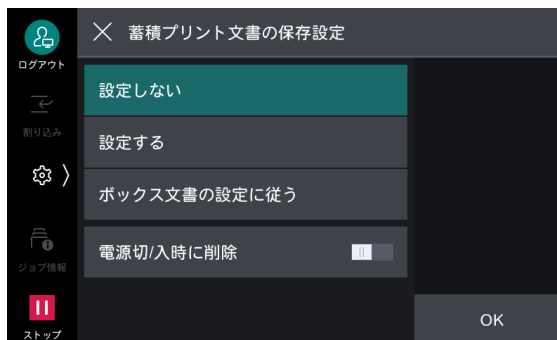 蓄積プリント文書の保存設定
ログアウト
設定しない
割り込み
設定する
ボックス文書の設定に従う
電源切/入時に削除
ジョブ情報
OK
ストップ